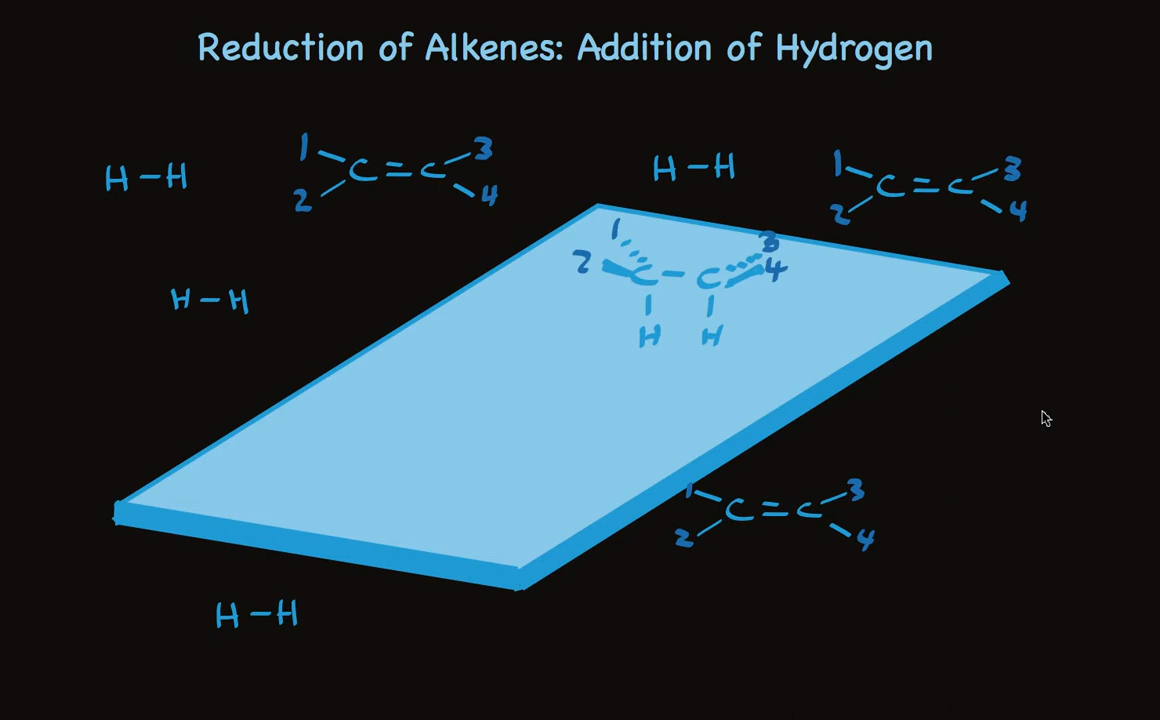 Reduction of Alkenes: Addition of Hydrogen
H-H
1 3
C=C
2 4
H-H
1 3
C=C
2 4
1 3
2 C-C 4
H H
H-H
1 3
C=C
2 4
H-H